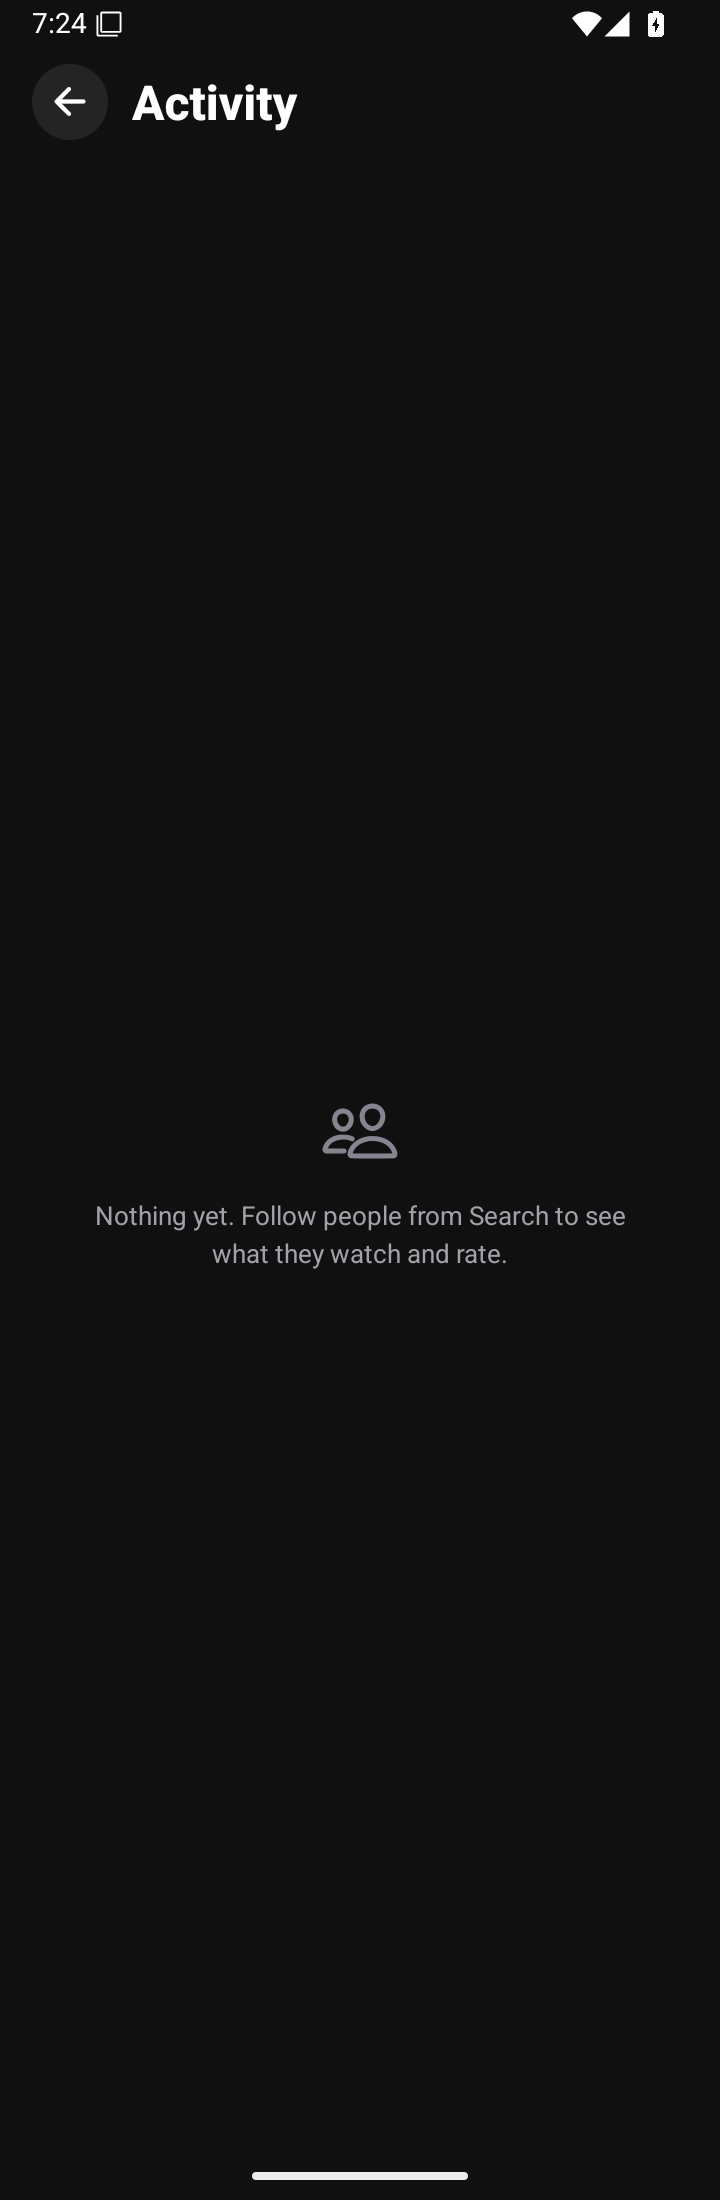 7:24
Activity
Nothing yet. Follow people from Search to see
what they watch and rate.